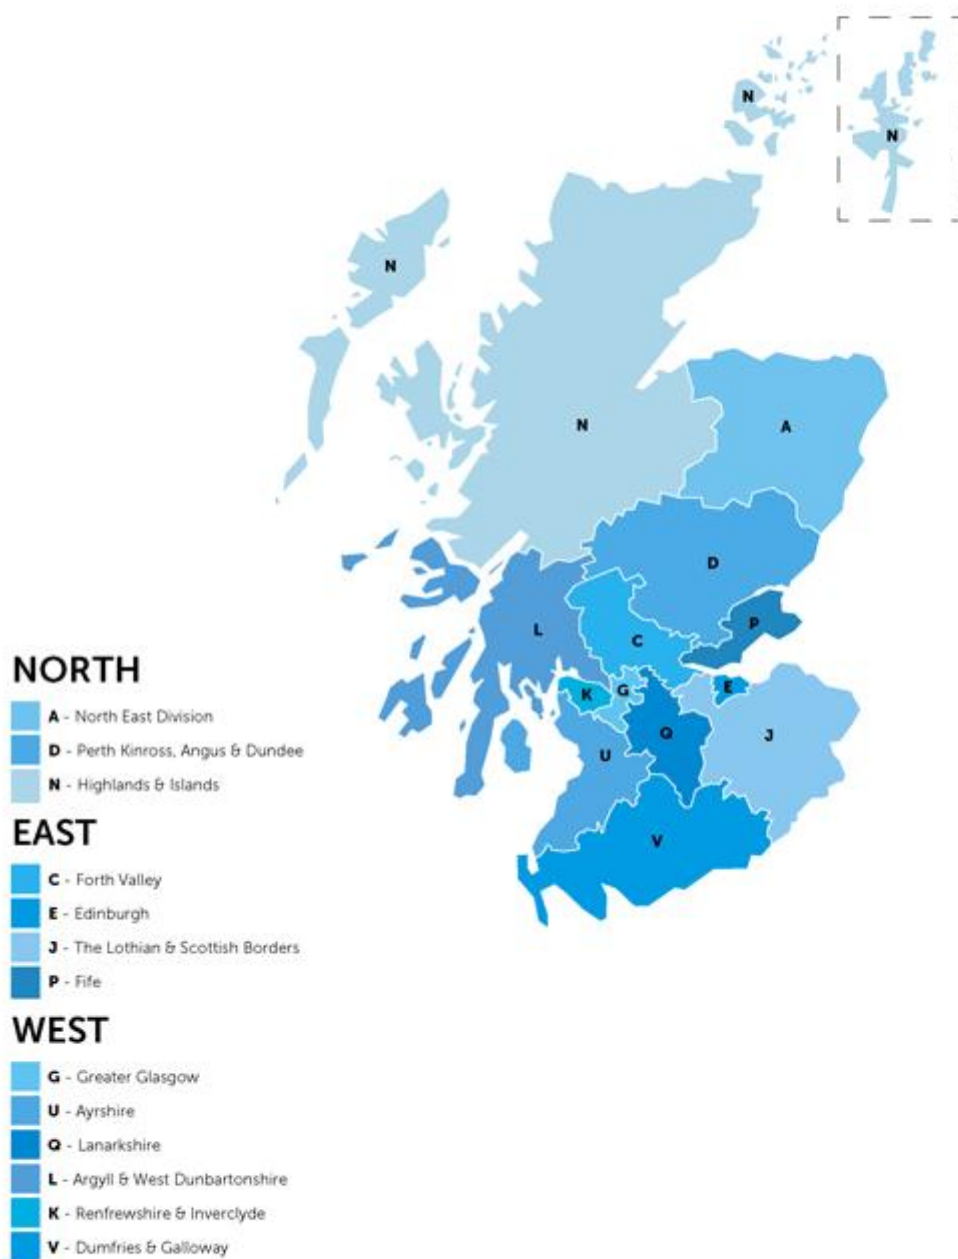 N
N
N
N
A
D
P
L
C
K
G
E
Q
J
U
V
NORTH
A - North East Division
D - Perth Kinross, Angus & Dundee
N - Highlands & Islands
EAST
C - Forth Valley
E - Edinburgh
J - The Lothian & Scottish Borders
P - Fife
WEST
G - Greater Glasgow
U - Ayrshire
Q - Lanarkshire
L - Argyll & West Dunbartonshire
K - Renfrewshire & Inverclyde
V - Dumfries & Galloway